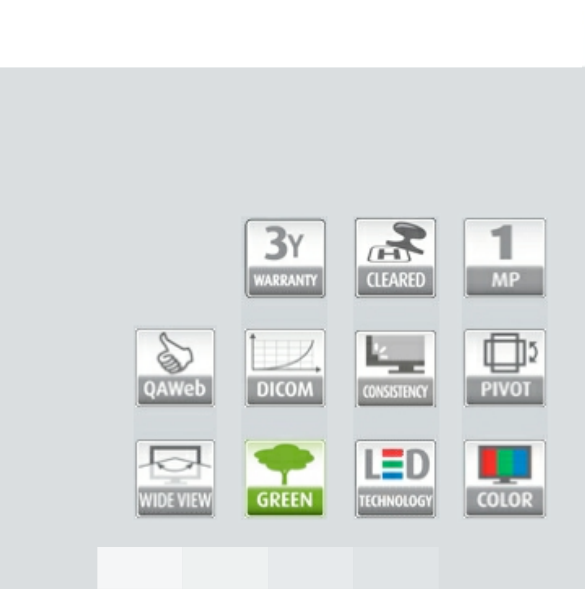 3Y
WARRANTY
H
CLEARED
1
MP
QAWeb
DICOM
CONSISTENCY
PIVOT
WIDE VIEW
GREEN
LED
TECHNOLOGY
COLOR